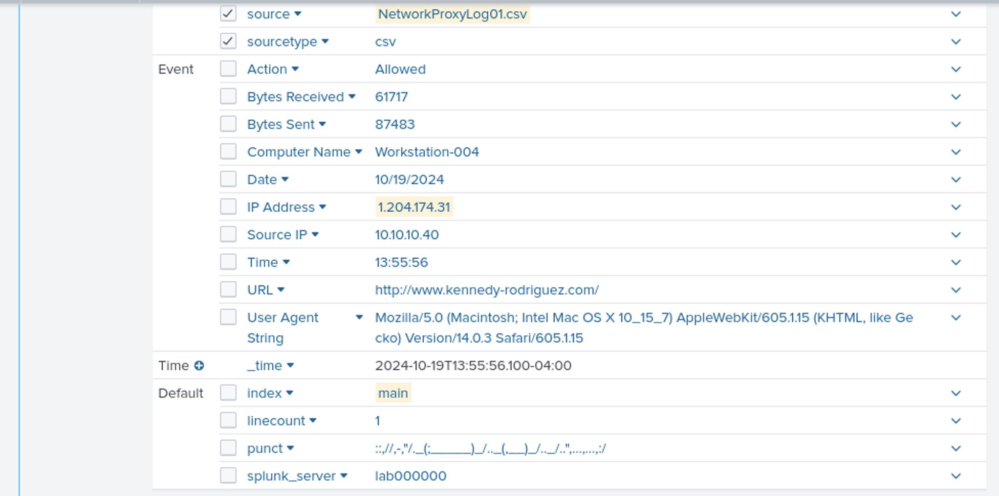 source NetworkProxyLog01.csv
sourcetype csv
Event Action Allowed
Bytes Received 61717
Bytes Sent 87483
Computer Name Workstation-004
Date 10/19/2024
IP Address 1.204.174.31
Source IP 10.10.10.40
Time 13:55:56
URL http://www.kennedy-rodriguez.com/
User Agent Mozilla/5.0 (Macintosh; Intel Mac OS X 10_15_7) AppleWebKit/605.1.15 (KHTML, like Ge
String cko) Version/14.0.3 Safari/605.1.15
Time _time 2024-10-19T13:55:56.100-04:00
Default index main
linecount 1
punct ::,//,-,"/._(;______)_/.._(,__)_/.._/..",...,...,:/
splunk_server lab000000